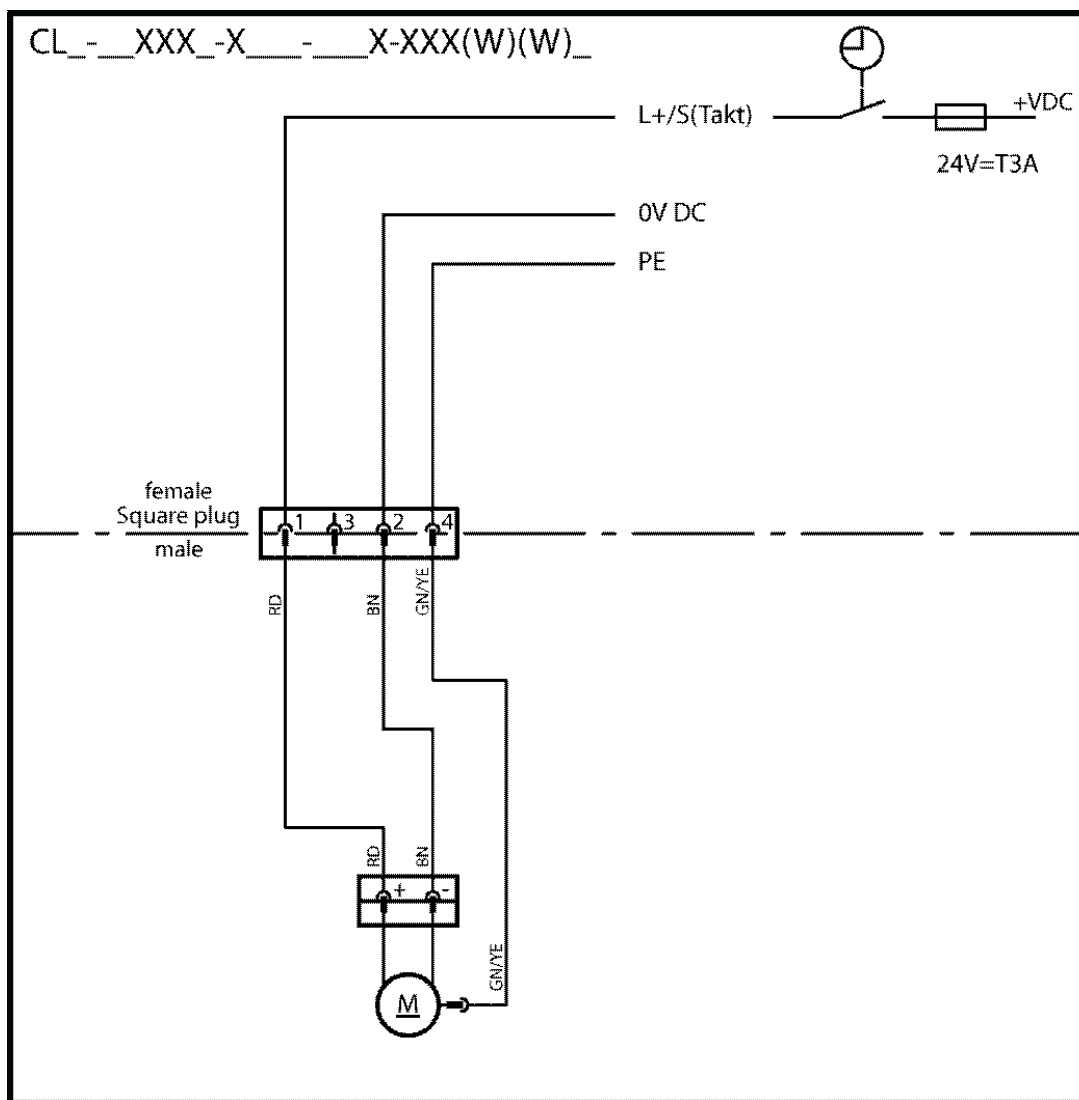 CL_-__XXX_-X___-___X-XXX(W)(W)_
L+/S(Takt)
+VDC
24V=T3A
0V DC
PE
female
Square plug
male
1
3
2
4
RD
BN
GN/YE
RD
BN
+
-
GN/YE
M